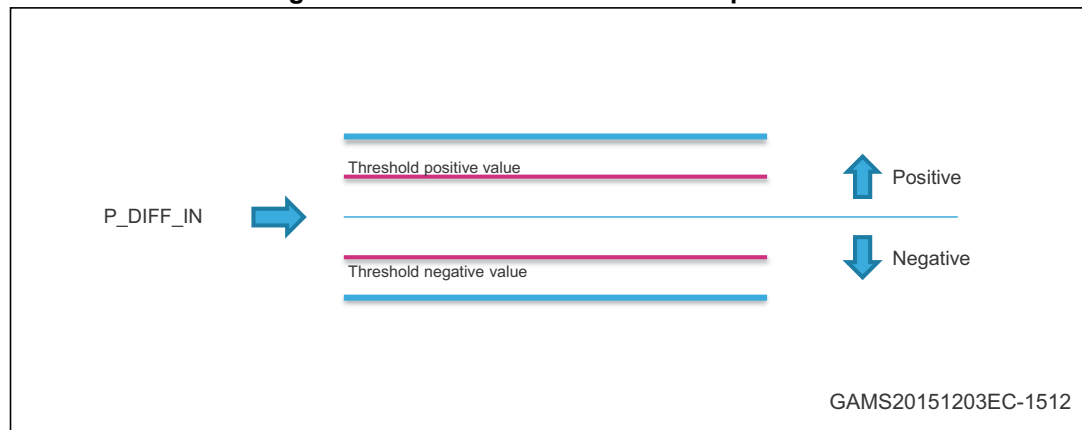 Threshold positive value
Positive
P_DIFF_IN
Negative
Threshold negative value
GAMS20151203EC-1512